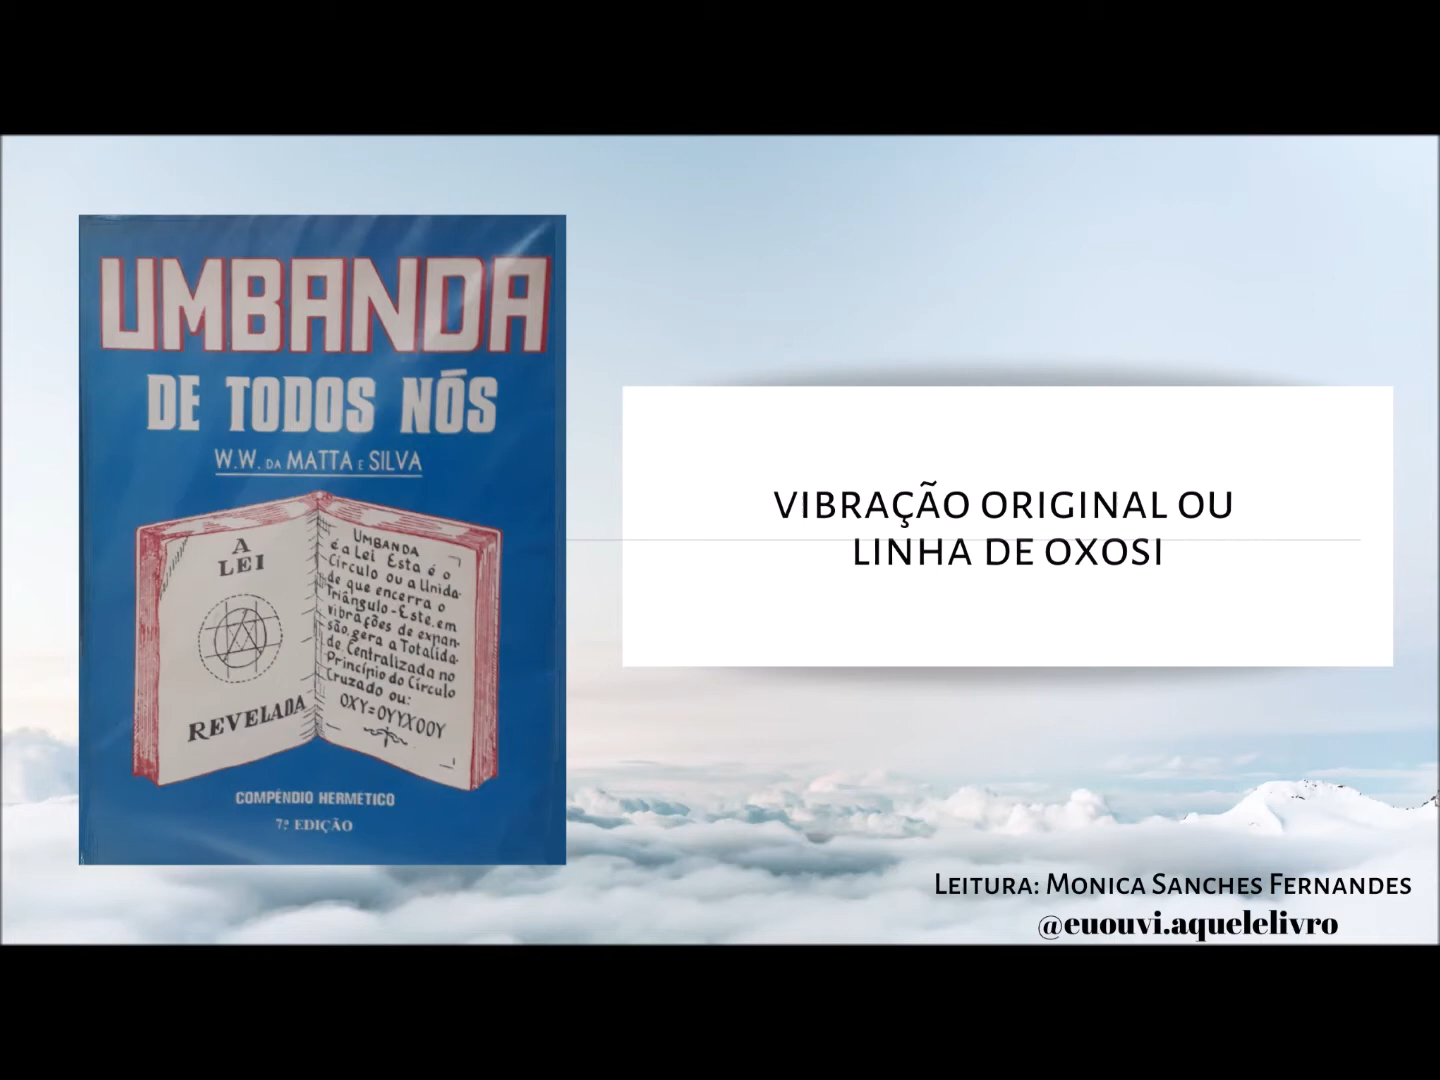 UMBANDA
DE TODOS NÓS
W.W. DA MATTA E SILVA
A
LEI
REVELADA
UMBANDA
é a Lei Esta é o
Círculo ou a Unida-
de que encerra o
Triângulo-Este, em
vibrações de expan-
são, gera a Totalida-
de, Centralizada no
Princípio do Círculo
Cruzado ou:
OXY=OYYXOOY
COMPÊNDIO HERMÉTICO
7ª EDIÇÃO
VIBRAÇÃO ORIGINAL OU
LINHA DE OXOSI
LEITURA: MONICA SANCHES FERNANDES
@euouvi.aquelelivro